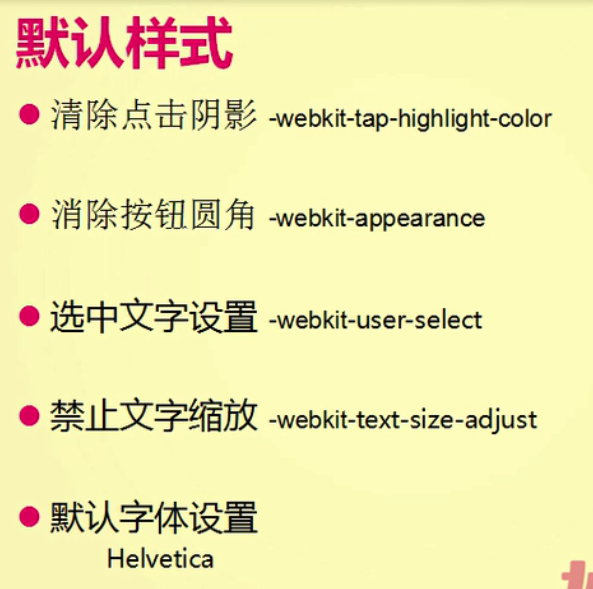 默认样式
清除点击阴影 -webkit-tap-highlight-color
消除按钮圆角 -webkit-appearance
选中文字设置 -webkit-user-select
禁止文字缩放 -webkit-text-size-adjust
默认字体设置
Helvetica